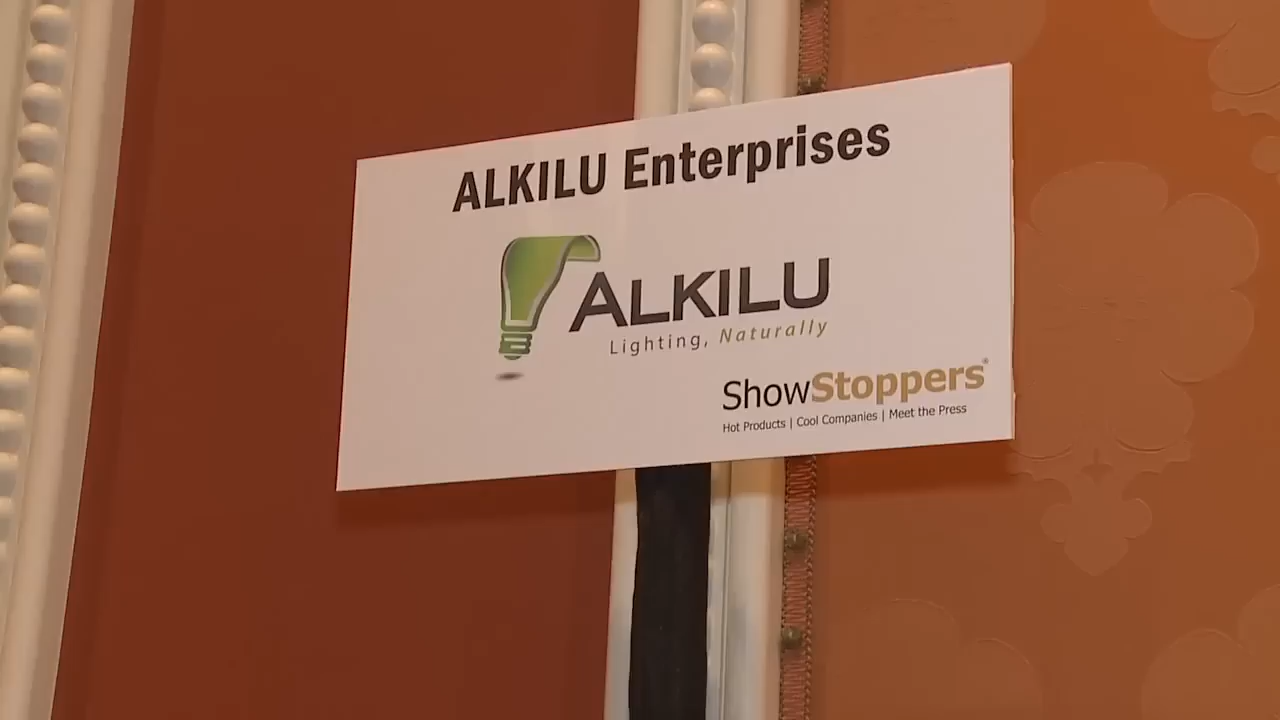 ALKILU Enterprises
ALKILU
Lighting, Naturally
ShowStoppers®
Hot Products | Cool Companies | Meet the Press